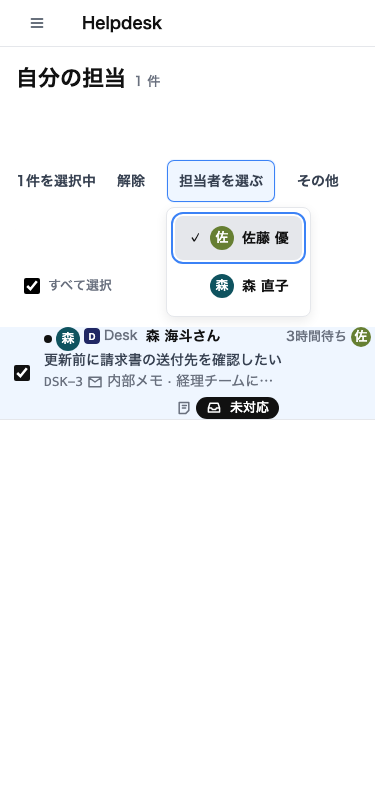 Helpdesk
自分の担当 1 件
1件を選択中 解除 担当者を選ぶ その他
✓ 佐 佐藤 優
森 森 直子
すべて選択
森 D Desk 森 海斗さん 3時間待ち 佐
更新前に請求書の送付先を確認したい
DSK-3 内部メモ · 経理チームに…
未対応